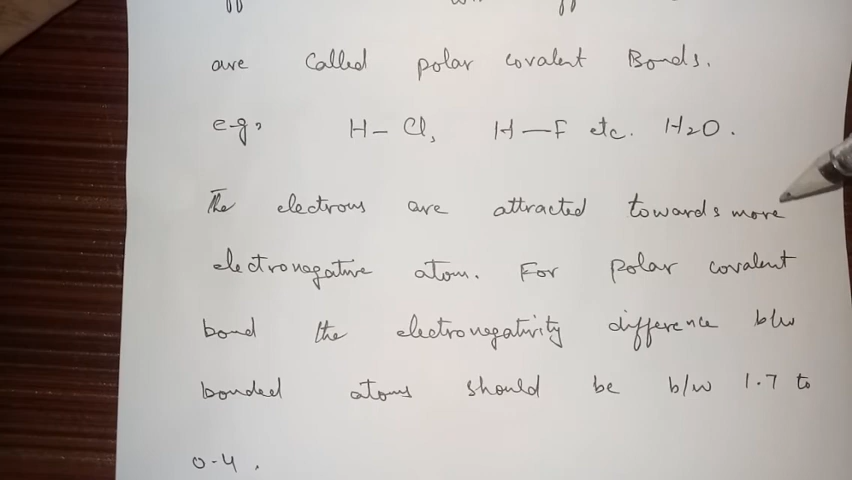 are called polar covalent Bonds.
e-g, H - Cl, H - F etc. H2O.
The electrons are attracted towards more
electronegative atom. For polar covalent
bond the electronegativity difference b/w
bonded atoms should be b/w 1.7 to
0.4.